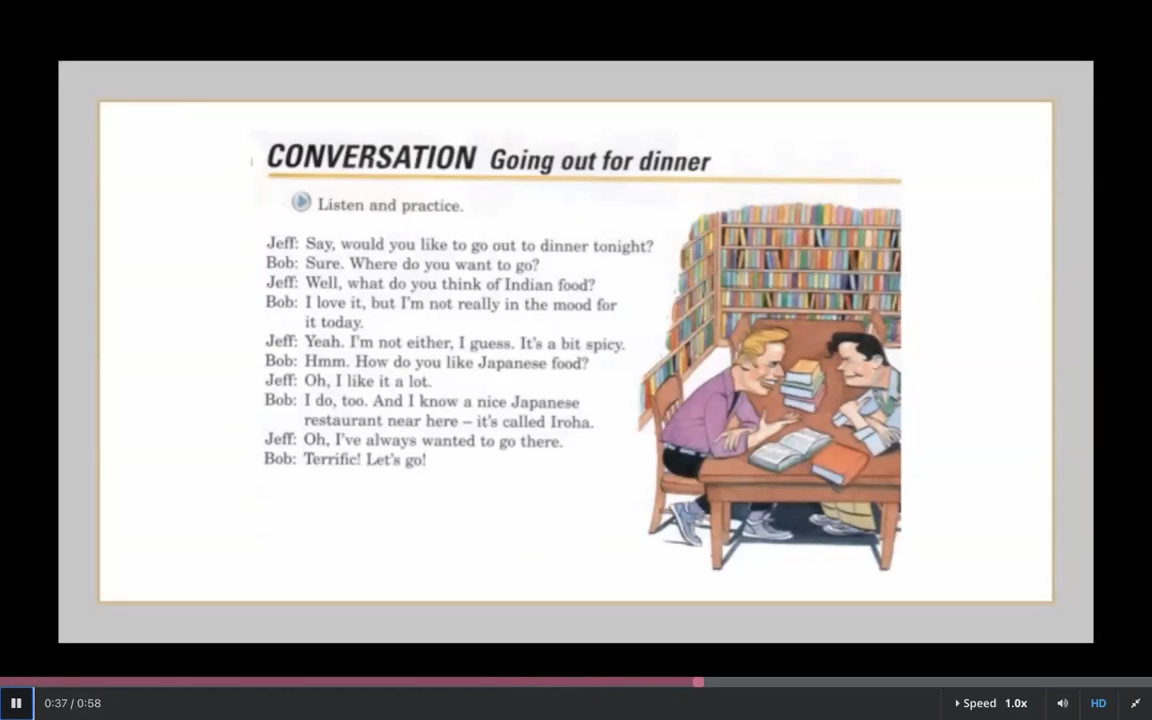 CONVERSATION Going out for dinner
Listen and practice.
Jeff: Say, would you like to go out to dinner tonight?
Bob: Sure. Where do you want to go?
Jeff: Well, what do you think of Indian food?
Bob: I love it, but I'm not really in the mood for
it today.
Jeff: Yeah. I'm not either, I guess. It's a bit spicy.
Bob: Hmm. How do you like Japanese food?
Jeff: Oh, I like it a lot.
Bob: I do, too. And I know a nice Japanese
restaurant near here – it's called Iroha.
Jeff: Oh, I've always wanted to go there.
Bob: Terrific! Let's go!
0:37 / 0:58
Speed 1.0x
HD